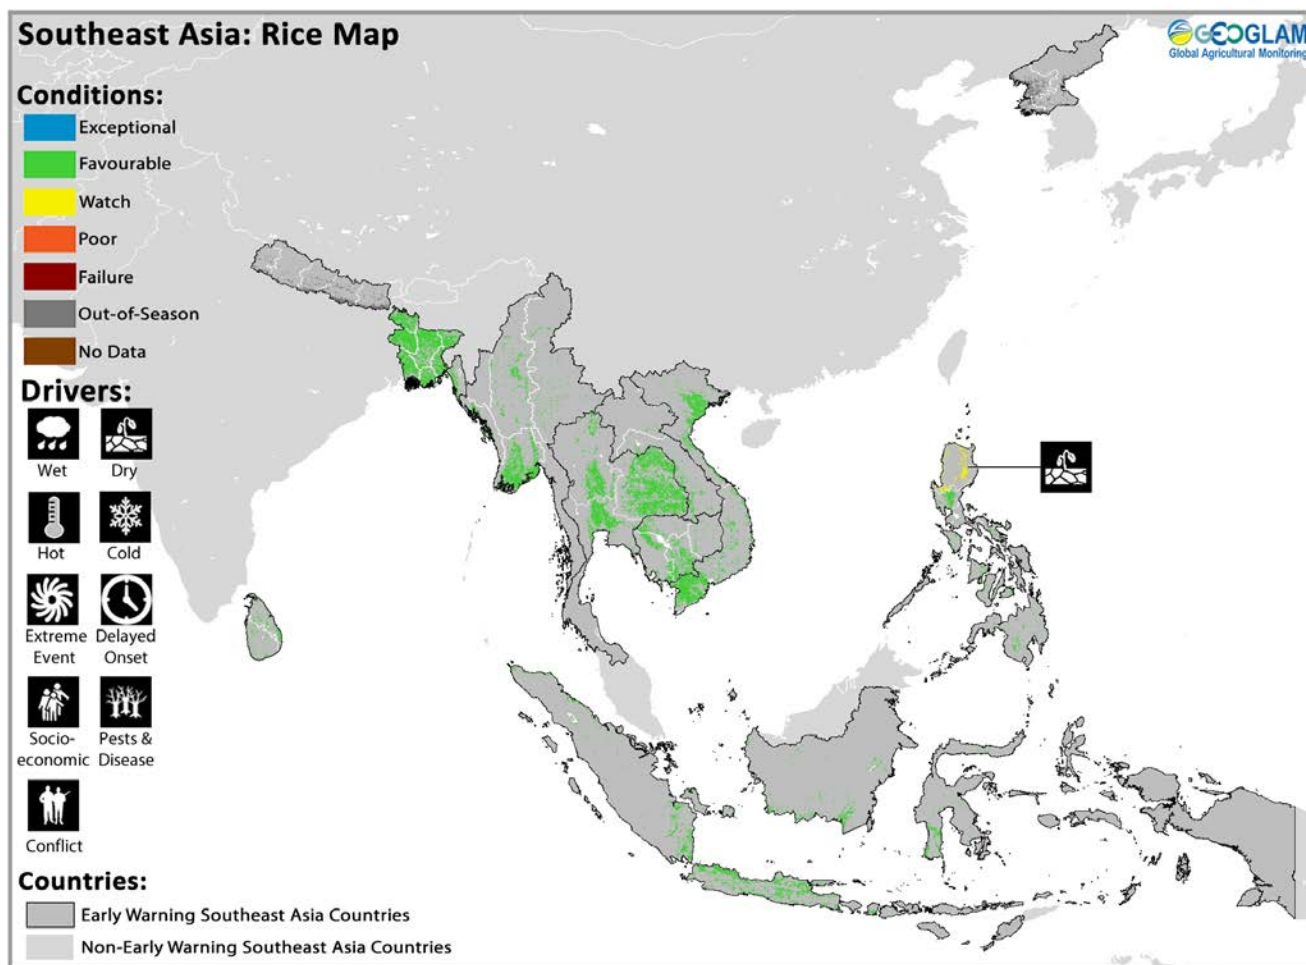 Southeast Asia: Rice Map
GEOGLAM
Global Agricultural Monitoring
Conditions:
Exceptional
Favourable
Watch
Poor
Failure
Out-of-Season
No Data
Drivers:
Wet
Dry
Hot
Cold
Extreme
Event
Delayed
Onset
Socio-
economic
Pests &
Disease
Conflict
Countries:
Early Warning Southeast Asia Countries
Non-Early Warning Southeast Asia Countries